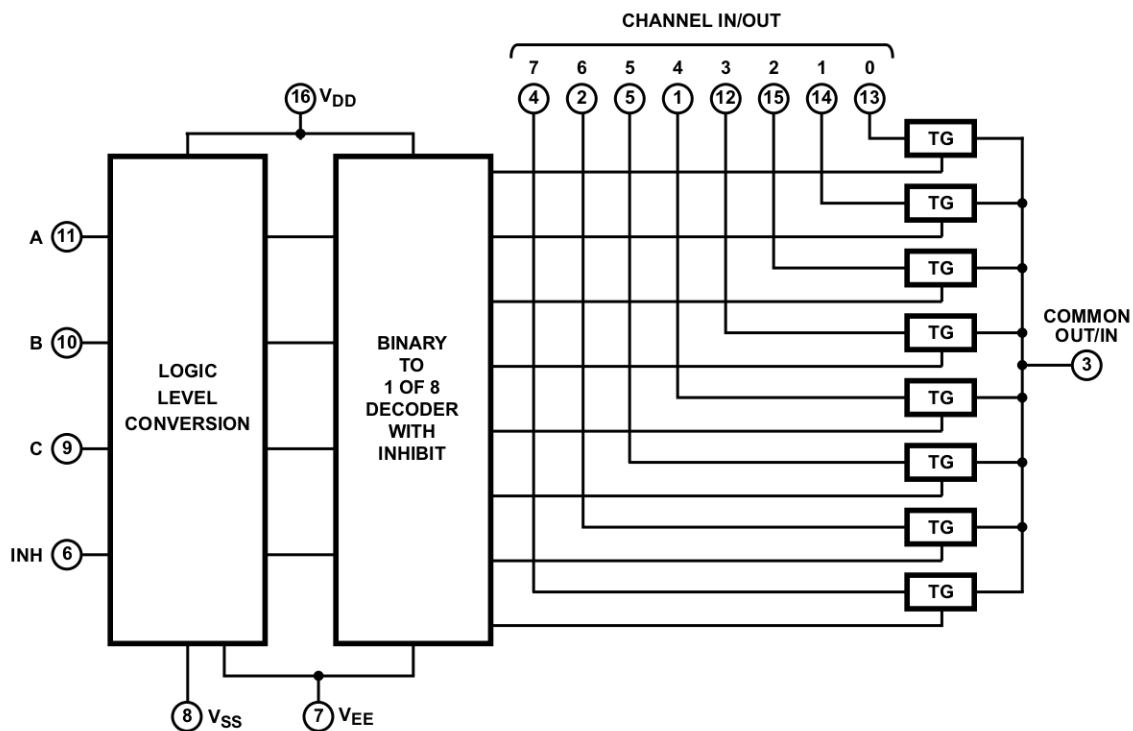 CHANNEL IN/OUT
7 6 5 4 3 2 1 0
4 2 5 1 12 15 14 13
16 VDD
TG
TG
TG
TG
TG
TG
TG
TG
A 11
B 10
C 9
INH 6
LOGIC
LEVEL
CONVERSION
BINARY
TO
1 OF 8
DECODER
WITH
INHIBIT
COMMON
OUT/IN
3
8 VSS
7 VEE